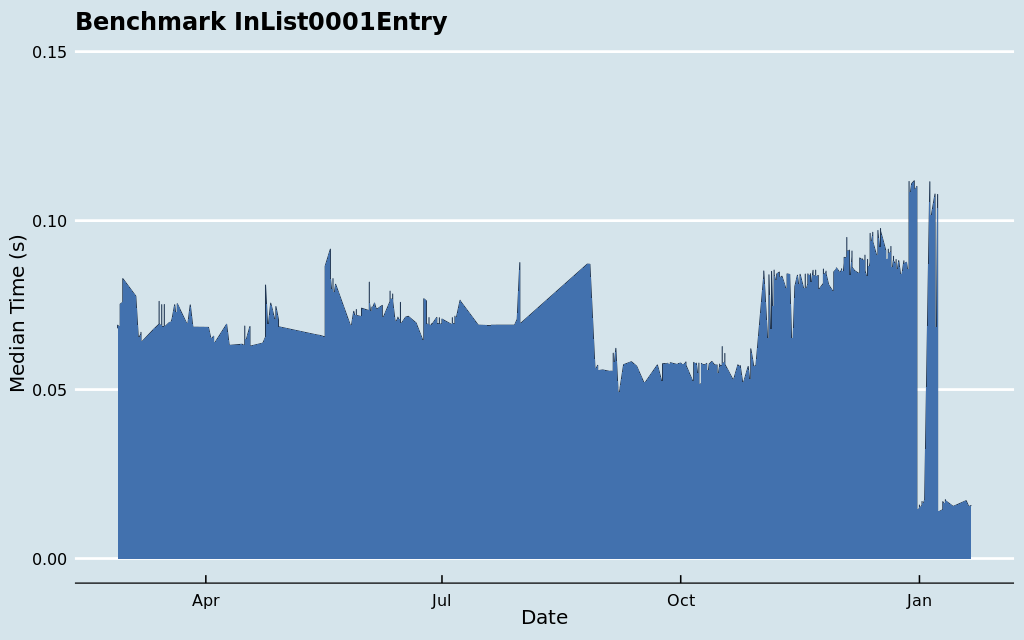 Benchmark InList0001Entry
0.15
0.10
0.05
0.00
Median Time (s)
Apr
Jul
Oct
Jan
Date